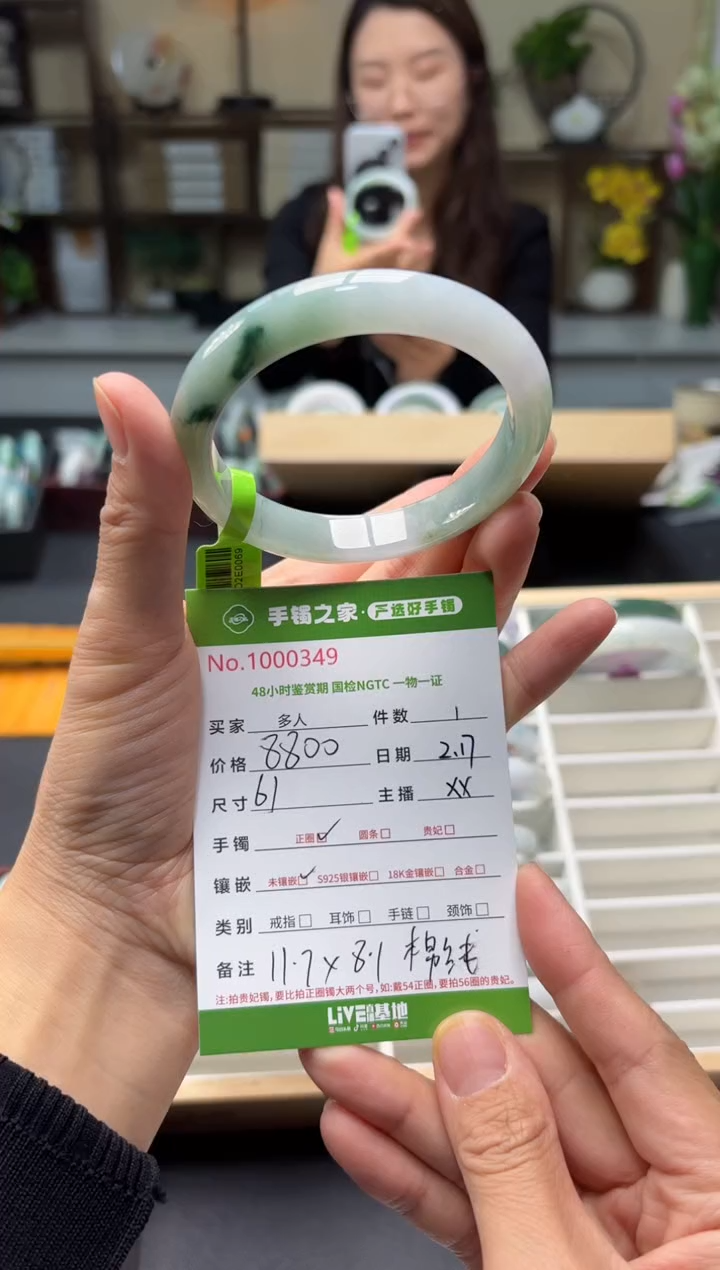 02E0069
手镯之家·严选好手镯
No.1000349
48小时鉴赏期 国检NGTC 一物一证
买家 多人 件数 1
价格 8800 日期 2.17
尺寸 61 主播 XX
手镯 正圈☑ 圆条□ 贵妃□
镶嵌 未镶嵌☑ S925银镶嵌□ 18K金镶嵌□ 合金□
类别 戒指□ 耳饰□ 手链□ 颈饰□
备注 11.7×8.1 棉纹
注:拍贵妃镯,要比拍正圈镯大两个号,如:戴54正圈,要拍56圈的贵妃。
LIVE 基地